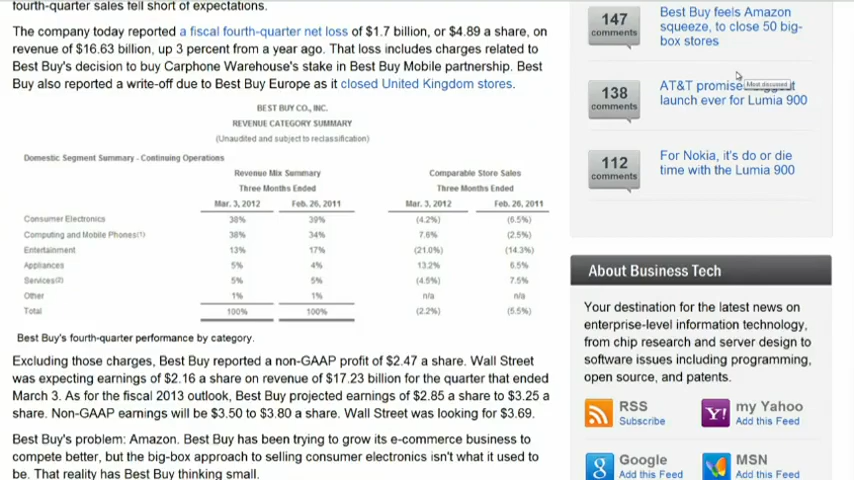 fourth-quarter sales fell short of expectations.
The company today reported a fiscal fourth-quarter net loss of $1.7 billion, or $4.89 a share, on
revenue of $16.63 billion, up 3 percent from a year ago. That loss includes charges related to
Best Buy's decision to buy Carphone Warehouse's stake in Best Buy Mobile partnership. Best
Buy also reported a write-off due to Best Buy Europe as it closed United Kingdom stores.
BEST BUY CO., INC.
REVENUE CATEGORY SUMMARY
(Unaudited and subject to reclassification)
Domestic Segment Summary - Continuing Operations
Revenue Mix Summary Comparable Store Sales
Three Months Ended Three Months Ended
Mar. 3, 2012 Feb. 26, 2011 Mar. 3, 2012 Feb. 26, 2011
Consumer Electronics 38% 39% (4.2%) (6.5%)
Computing and Mobile Phones(1) 38% 34% 7.6% (2.5%)
Entertainment 13% 17% (21.0%) (14.3%)
Appliances 5% 4% 13.2% 6.5%
Services(2) 5% 5% (4.9%) 7.5%
Other 1% 1% n/a n/a
Total 100% 100% (2.2%) (5.5%)
Best Buy's fourth-quarter performance by category.
Excluding those charges, Best Buy reported a non-GAAP profit of $2.47 a share. Wall Street
was expecting earnings of $2.16 a share on revenue of $17.23 billion for the quarter that ended
March 3. As for the fiscal 2013 outlook, Best Buy projected earnings of $2.85 a share to $3.25 a
share. Non-GAAP earnings will be $3.50 to $3.80 a share. Wall Street was looking for $3.69.
Best Buy's problem: Amazon. Best Buy has been trying to grow its e-commerce business to
compete better, but the big-box approach to selling consumer electronics isn't what it used to
be. That reality has Best Buy thinking small.
147
comments
Best Buy feels Amazon
squeeze, to close 50 big-
box stores
138
comments
AT&T promise
Most discussed
launch ever for Lumia 900
112
comments
For Nokia, it's do or die
time with the Lumia 900
About Business Tech
Your destination for the latest news on
enterprise-level information technology,
from chip research and server design to
software issues including programming,
open source, and patents.
RSS
Subscribe
Y!
my Yahoo
Add this Feed
g
Google
Add this Feed
MSN
Add this Feed